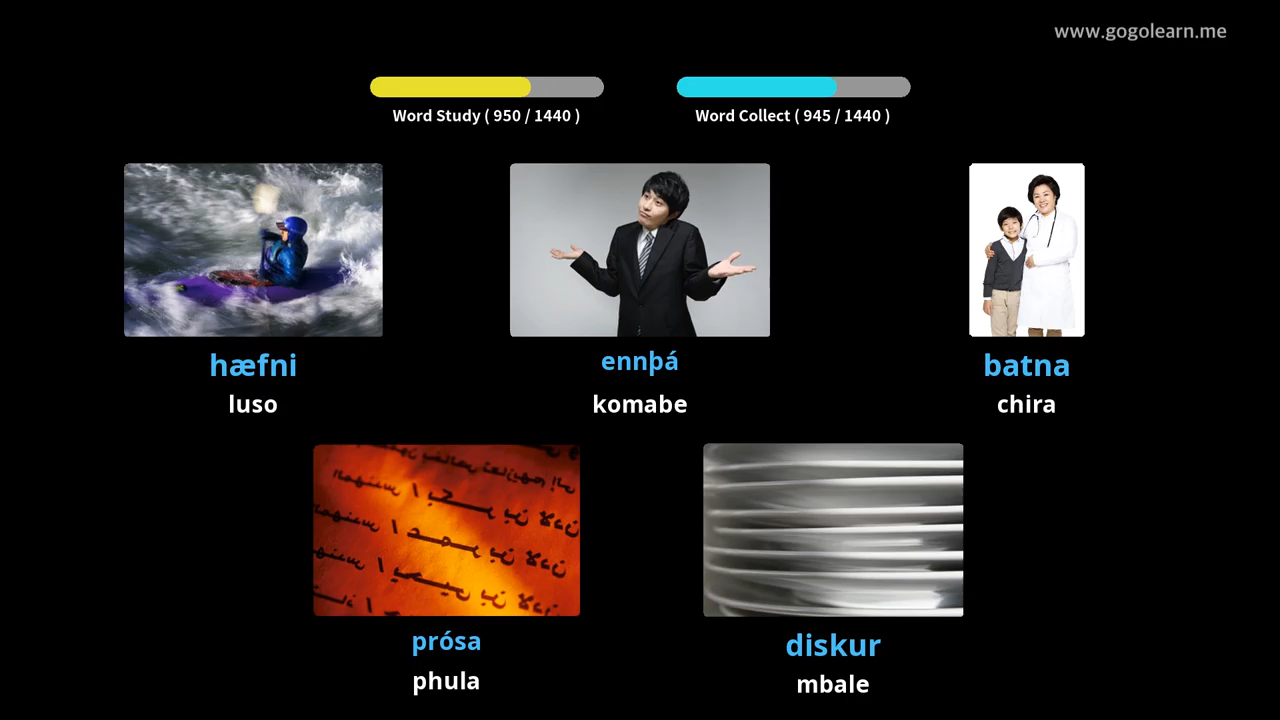 www.gogolearn.me
Word Study ( 950 / 1440 )
Word Collect ( 945 / 1440 )
hæfni
luso
ennþá
komabe
batna
chira
prósa
phula
diskur
mbale